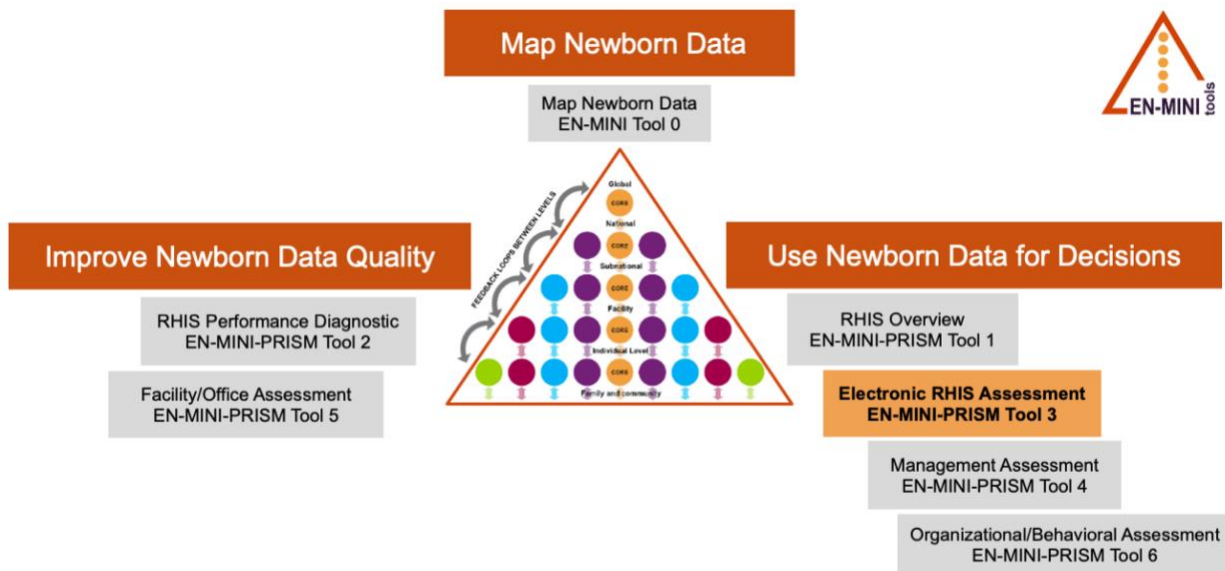 Map Newborn Data
Map Newborn Data
EN-MINI Tool 0
EN-MINI
tools
Improve Newborn Data Quality
RHIS Performance Diagnostic
EN-MINI-PRISM Tool 2
Facility/Office Assessment
EN-MINI-PRISM Tool 5
FEEDBACK LOOPS BETWEEN LEVELS
Global
CORE
National
CORE
Subnational
CORE
Facility
CORE
Individual Level
CORE
Family and community
Use Newborn Data for Decisions
RHIS Overview
EN-MINI-PRISM Tool 1
Electronic RHIS Assessment
EN-MINI-PRISM Tool 3
Management Assessment
EN-MINI-PRISM Tool 4
Organizational/Behavioral Assessment
EN-MINI-PRISM Tool 6